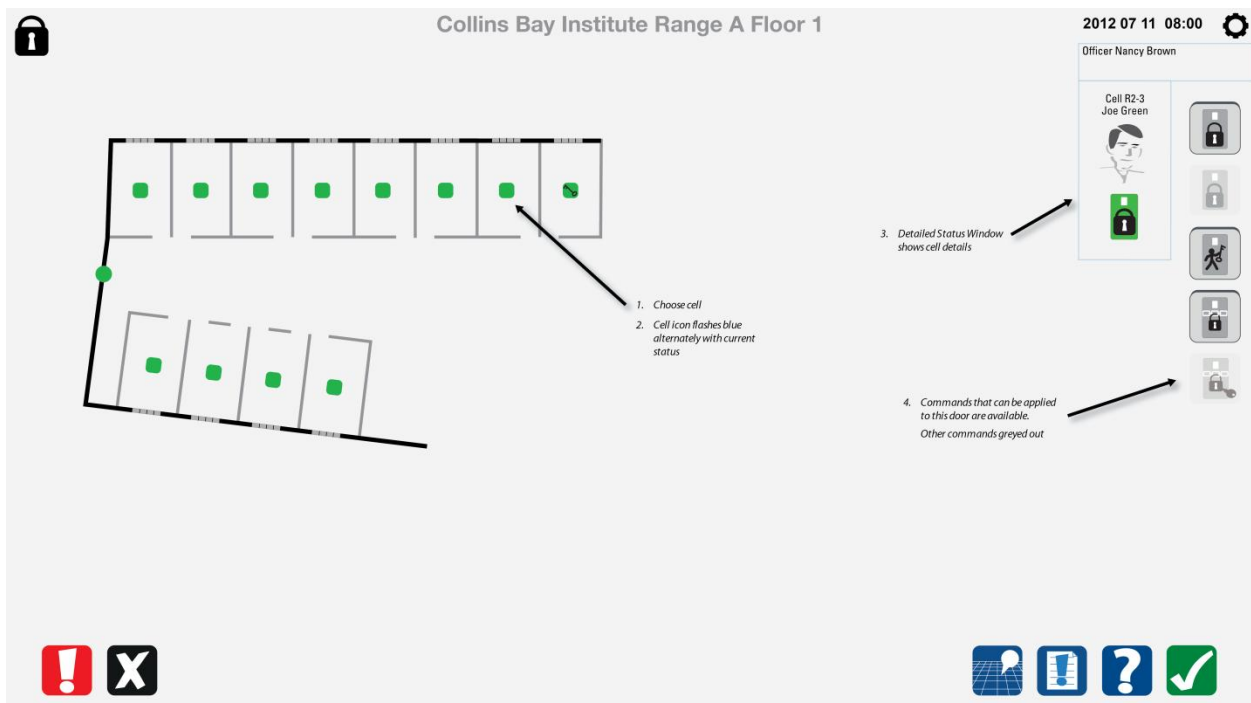 Collins Bay Institute Range A Floor 1
2012 07 11 08:00
Officer Nancy Brown
Cell R2-3
Joe Green
3. Detailed Status Window
shows cell details
1. Choose cell
2. Cell icon flashes blue
alternately with current
status
4. Commands that can be applied
to this door are available.
Other commands greyed out